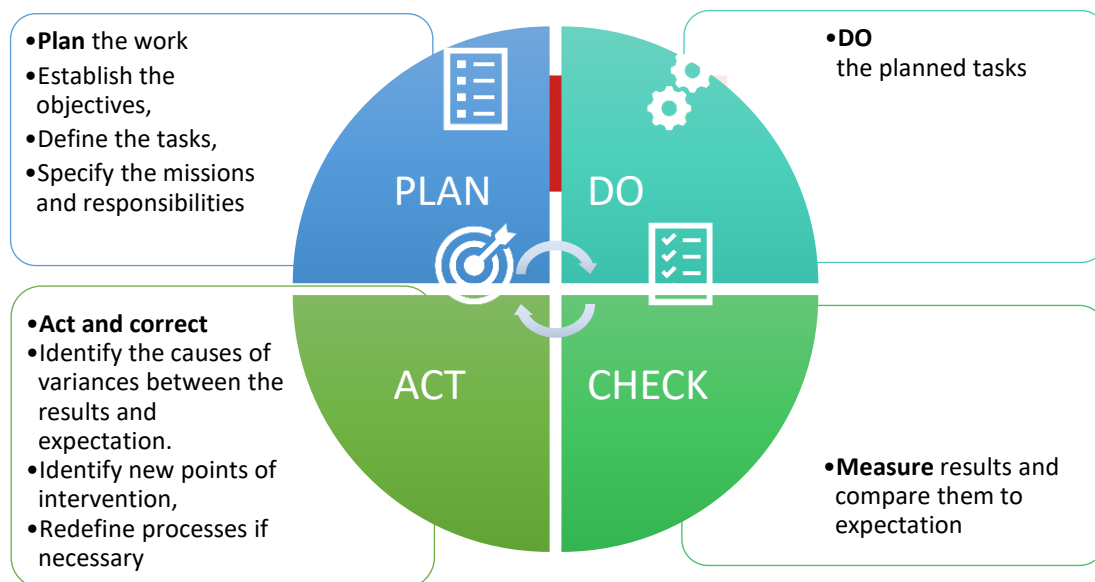 •Plan the work
•Establish the
objectives,
•Define the tasks,
•Specify the missions
and responsibilities
PLAN
DO
•DO
the planned tasks
•Act and correct
•Identify the causes of
variances between the
results and
expectation.
•Identify new points of
intervention,
•Redefine processes if
necessary
ACT
CHECK
•Measure results and
compare them to
expectation